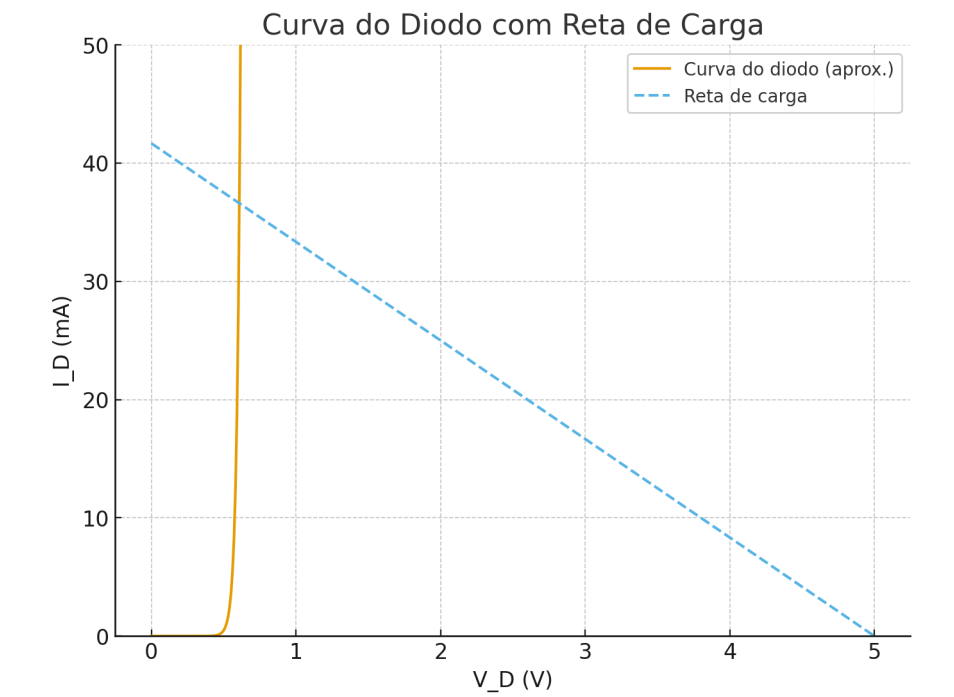 Curva do Diodo com Reta de Carga
Curva do diodo (aprox.)
Reta de carga
50
40
30
20
10
0
I_D (mA)
0 1 2 3 4 5
V_D (V)